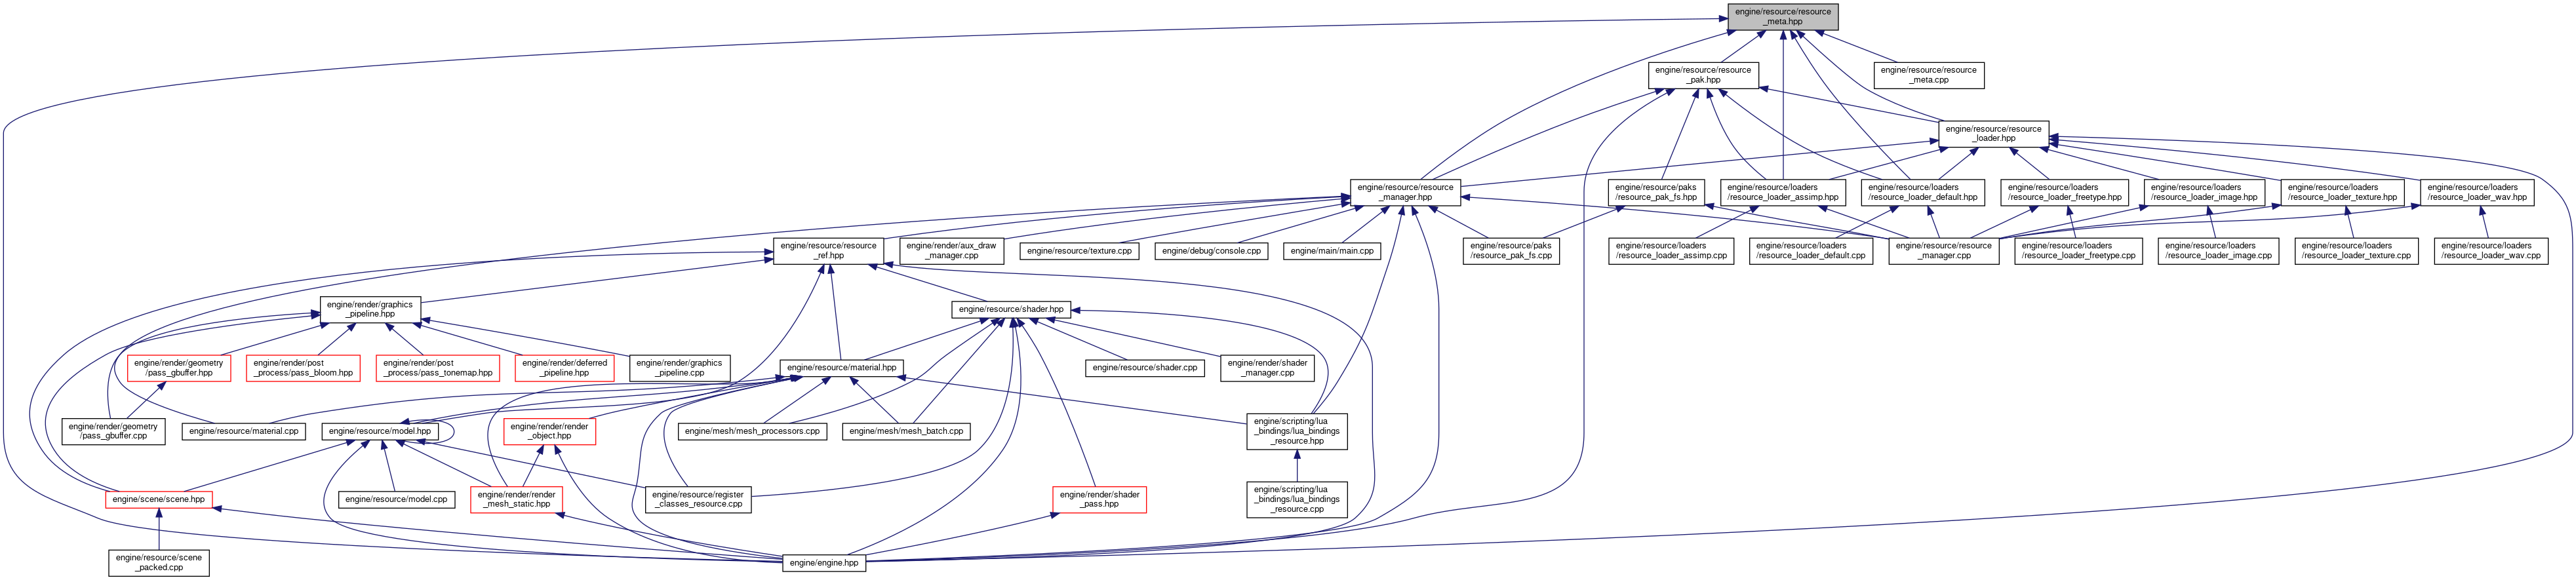 engine/resource/resource
_meta.hpp
engine/resource/resource
_pak.hpp
engine/resource/resource
_meta.cpp
engine/resource/resource
_loader.hpp
engine/resource/resource
_manager.hpp
engine/resource/paks
/resource_pak_fs.hpp
engine/resource/loaders
/resource_loader_assimp.hpp
engine/resource/loaders
/resource_loader_default.hpp
engine/resource/loaders
/resource_loader_freetype.hpp
engine/resource/loaders
/resource_loader_image.hpp
engine/resource/loaders
/resource_loader_texture.hpp
engine/resource/loaders
/resource_loader_wav.hpp
engine/resource/resource
_ref.hpp
engine/render/aux_draw
_manager.cpp
engine/resource/texture.cpp
engine/debug/console.cpp
engine/main/main.cpp
engine/resource/paks
/resource_pak_fs.cpp
engine/resource/loaders
/resource_loader_assimp.cpp
engine/resource/loaders
/resource_loader_default.cpp
engine/resource/resource
_manager.cpp
engine/resource/loaders
/resource_loader_freetype.cpp
engine/resource/loaders
/resource_loader_image.cpp
engine/resource/loaders
/resource_loader_texture.cpp
engine/resource/loaders
/resource_loader_wav.cpp
engine/render/graphics
_pipeline.hpp
engine/resource/shader.hpp
engine/render/geometry
/pass_gbuffer.hpp
engine/render/post
_process/pass_bloom.hpp
engine/render/post
_process/pass_tonemap.hpp
engine/render/deferred
_pipeline.hpp
engine/render/graphics
_pipeline.cpp
engine/resource/material.hpp
engine/resource/shader.cpp
engine/render/shader
_manager.cpp
engine/render/geometry
/pass_gbuffer.cpp
engine/resource/material.cpp
engine/resource/model.hpp
engine/render/render
_object.hpp
engine/mesh/mesh_processors.cpp
engine/mesh/mesh_batch.cpp
engine/scripting/lua
_bindings/lua_bindings
_resource.hpp
engine/scene/scene.hpp
engine/resource/model.cpp
engine/render/render
_mesh_static.hpp
engine/resource/register
_classes_resource.cpp
engine/render/shader
_pass.hpp
engine/scripting/lua
_bindings/lua_bindings
_resource.cpp
engine/resource/scene
_packed.cpp
engine/engine.hpp